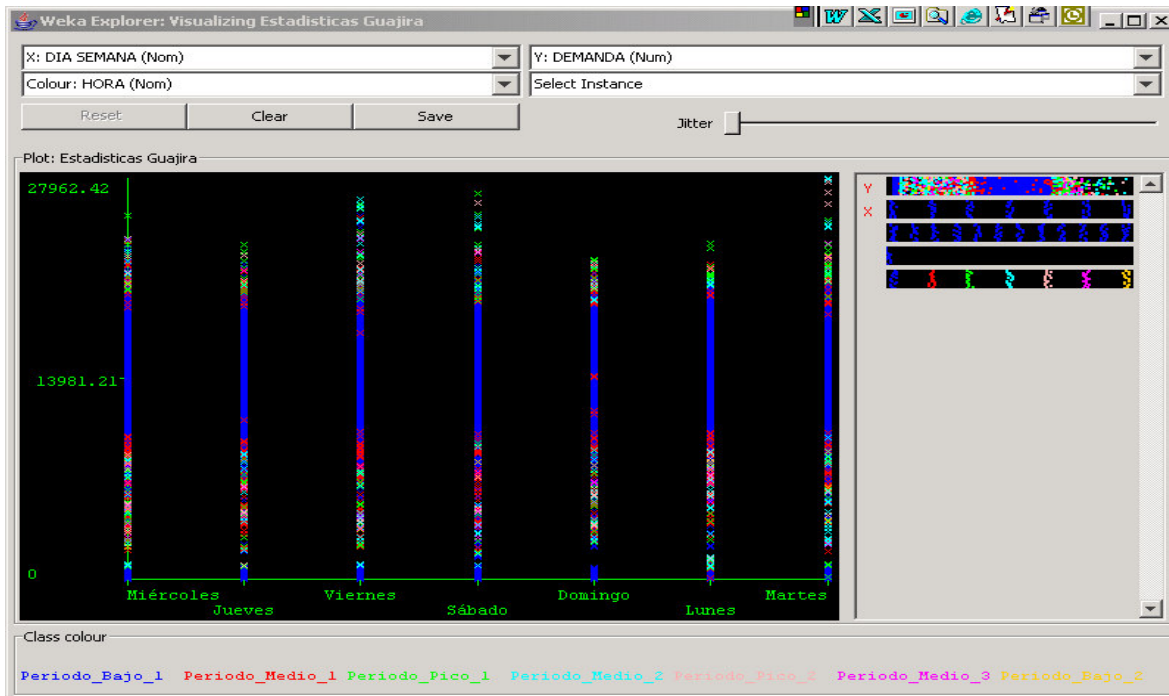 Weka Explorer: Visualizing Estadisticas Guajira
X: DIA SEMANA (Nom) Y: DEMANDA (Num)
Colour: HORA (Nom) Select Instance
Reset Clear Save Jitter
Plot: Estadisticas Guajira
27962.42
Y
X
13981.21
0
Miércoles Viernes Domingo Martes
Jueves Sábado Lunes
Class colour
Periodo_Bajo_1 Periodo_Medio_1 Periodo_Pico_1 Periodo_Medio_2 Periodo_Pico_2 Periodo_Medio_3 Periodo_Bajo_2